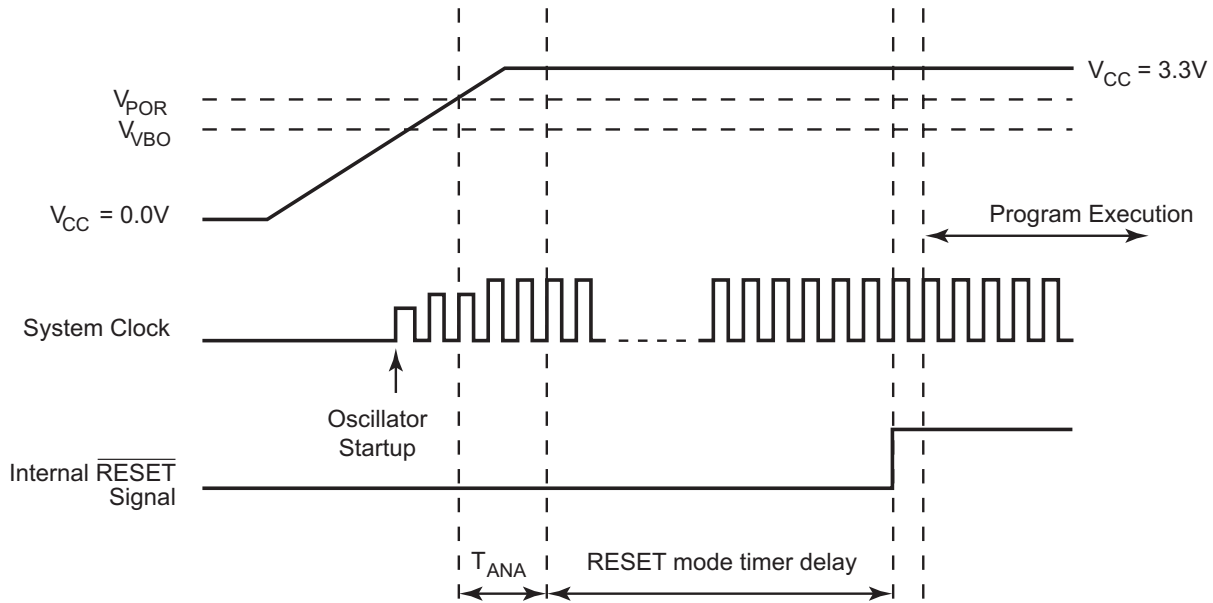 V_CC = 3.3V
V_POR
V_VBO
V_CC = 0.0V
Program Execution
System Clock
Oscillator
Startup
Internal R̅E̅S̅E̅T̅
Signal
T_ANA
RESET mode timer delay